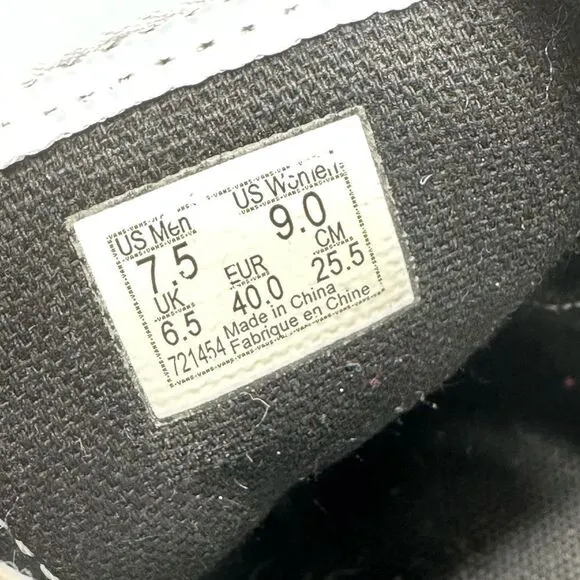 US Men US Women
7.5 9.0
UK EUR CM
6.5 40.0 25.5
721454 Made in China
Fabrique en Chine